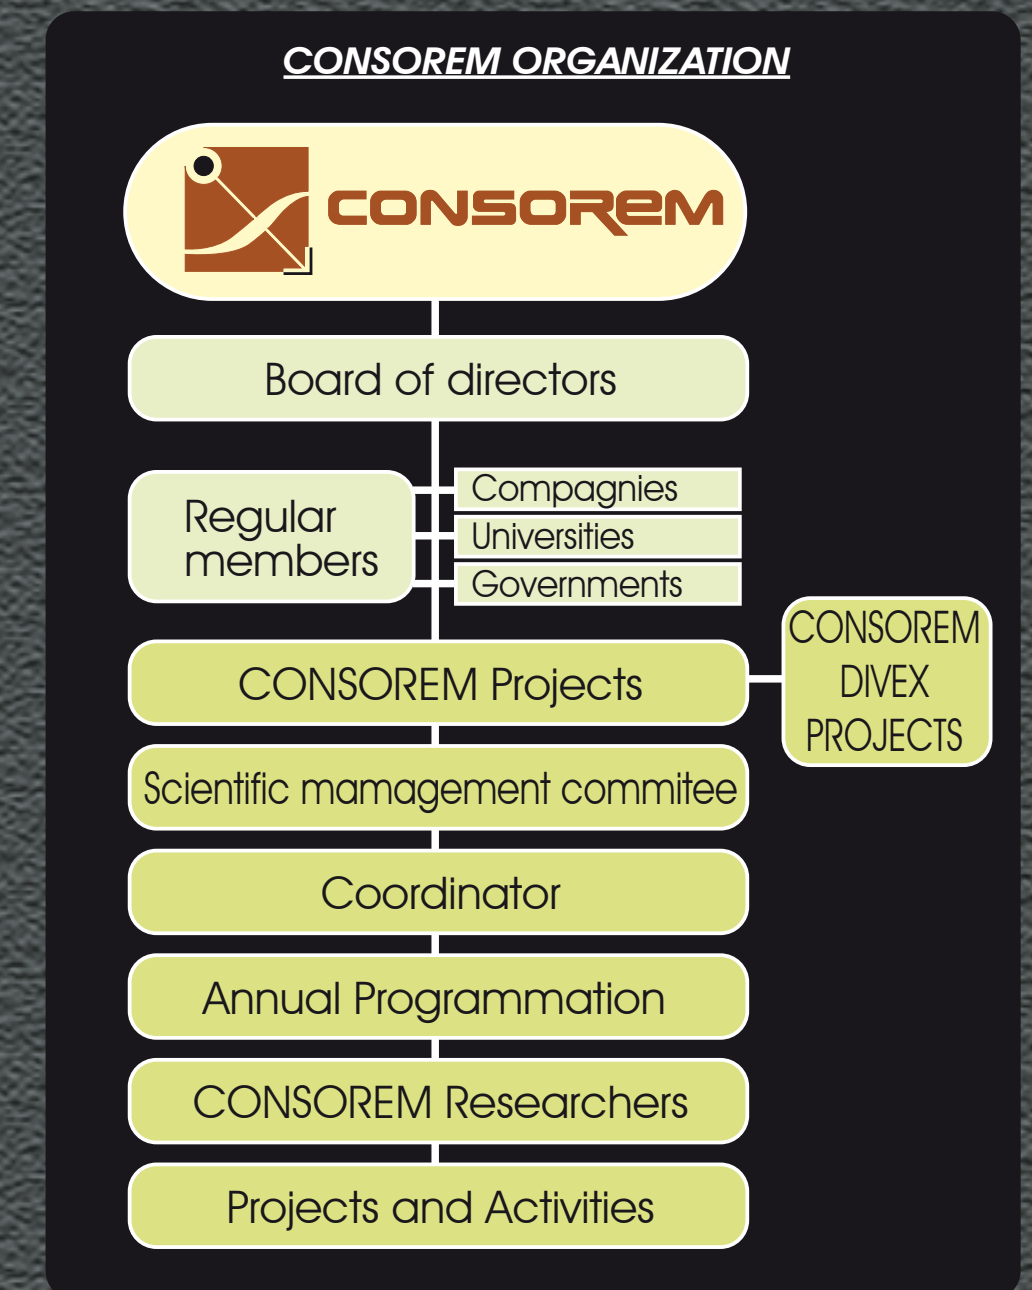 CONSOREM ORGANIZATION
CONSOREM
Board of directors
Regular
members
Compagnies
Universities
Governments
CONSOREM Projects
CONSOREM
DIVEX
PROJECTS
Scientific mamagement commitee
Coordinator
Annual Programmation
CONSOREM Researchers
Projects and Activities